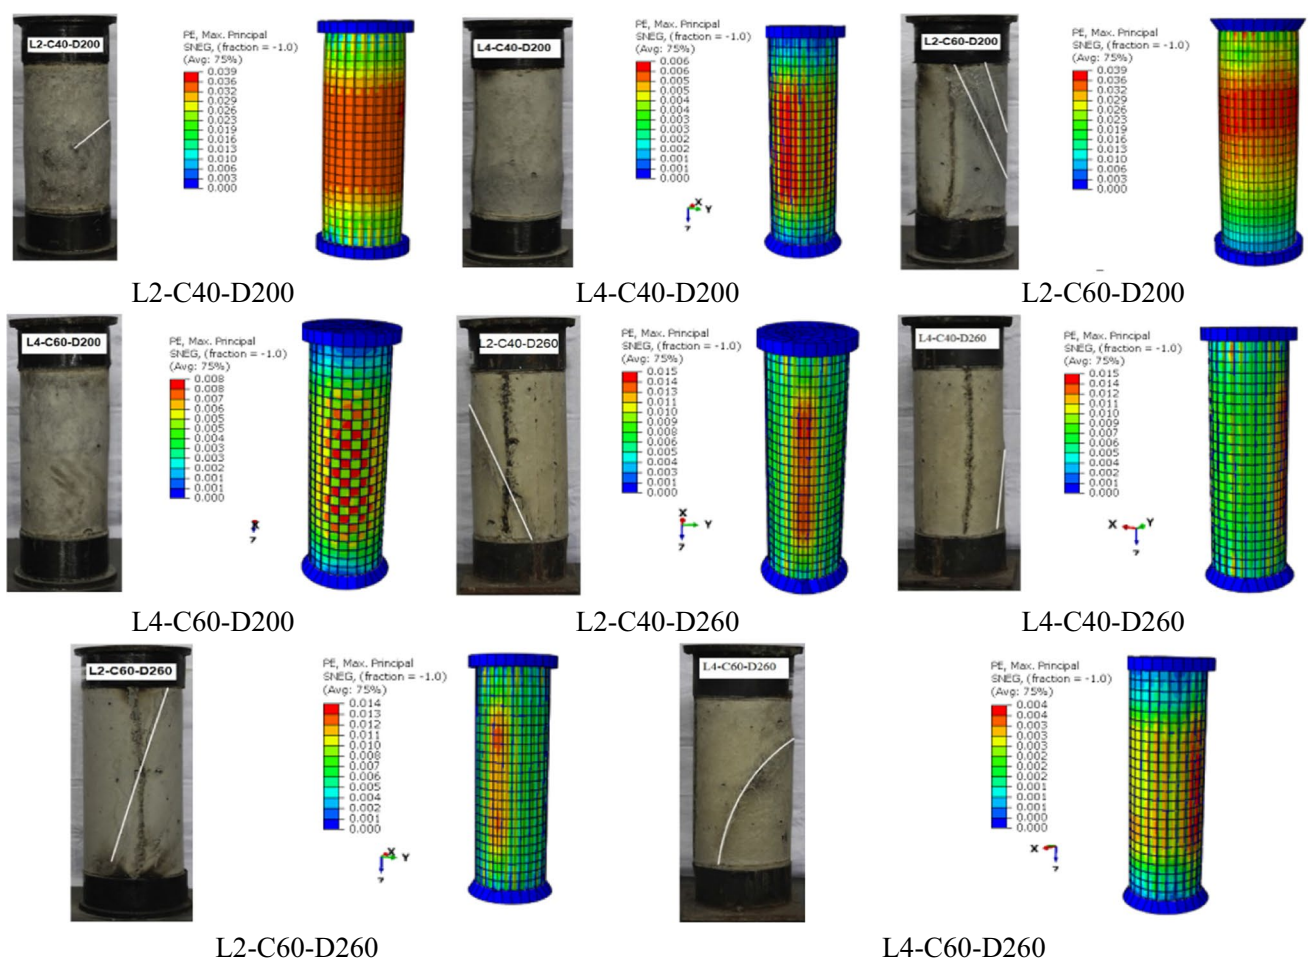 L2-C40-D200
PE, Max. Principal
SNEG, (fraction = -1.0)
(Avg: 75%)
0.039
0.036
0.032
0.029
0.026
0.023
0.019
0.016
0.013
0.010
0.006
0.003
0.000
L2-C40-D200
L4-C40-D200
PE, Max. Principal
SNEG, (fraction = -1.0)
(Avg: 75%)
0.006
0.006
0.005
0.005
0.004
0.004
0.003
0.003
0.002
0.002
0.001
0.001
0.000
X
Y
Z
L4-C40-D200
L2-C60-D200
PE, Max. Principal
SNEG, (fraction = -1.0)
(Avg: 75%)
0.039
0.036
0.032
0.029
0.026
0.023
0.019
0.016
0.013
0.010
0.006
0.003
0.000
L2-C60-D200
L4-C60-D200
PE, Max. Principal
SNEG, (fraction = -1.0)
(Avg: 75%)
0.008
0.008
0.007
0.006
0.005
0.004
0.003
0.003
0.002
0.001
0.001
0.000
X
Z
L4-C60-D200
L2-C40-D260
PE, Max. Principal
SNEG, (fraction = -1.0)
(Avg: 75%)
0.015
0.014
0.013
0.011
0.010
0.009
0.008
0.006
0.005
0.004
0.003
0.001
0.000
X
Y
Z
L2-C40-D260
L4-C40-D260
PE, Max. Principal
SNEG, (fraction = -1.0)
(Avg: 75%)
0.015
0.014
0.012
0.011
0.010
0.009
0.007
0.006
0.005
0.004
0.002
0.001
0.000
X
Y
Z
L4-C40-D260
L2-C60-D260
PE, Max. Principal
SNEG, (fraction = -1.0)
(Avg: 75%)
0.014
0.013
0.012
0.011
0.010
0.008
0.007
0.006
0.005
0.004
0.002
0.001
0.000
X
Y
Z
L2-C60-D260
L4-C60-D260
PE, Max. Principal
SNEG, (fraction = -1.0)
(Avg: 75%)
0.004
0.004
0.003
0.003
0.003
0.002
0.002
0.002
0.001
0.001
0.001
0.000
0.000
X
Z
L4-C60-D260